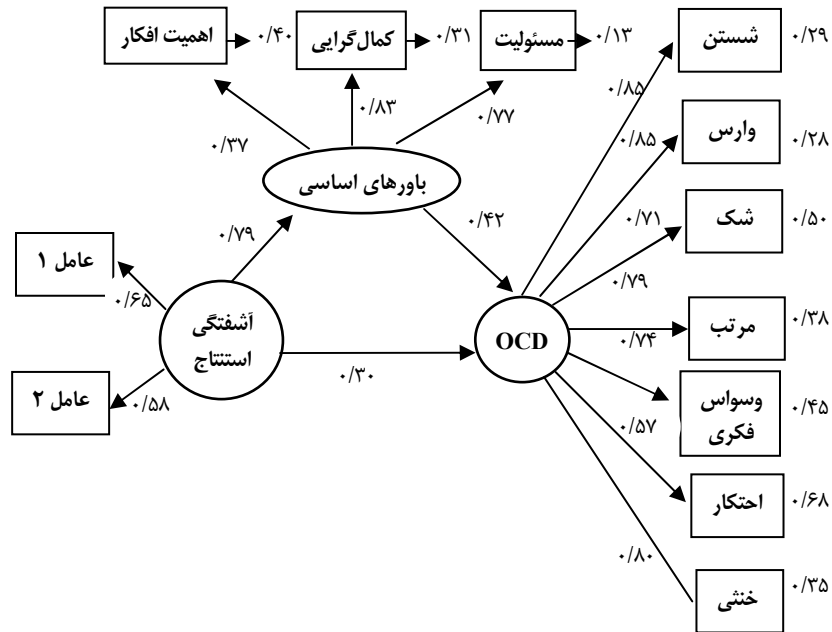 اهمیت افکار
۰/۴۰
کمال‌گرایی
۰/۳۱
مسئولیت
۰/۱۳
شستن
۰/۲۹
۰/۳۷
۰/۸۳
۰/۷۷
۰/۸۵
وارس
۰/۲۸
۰/۸۵
باورهای اساسی
شک
۰/۵۰
۰/۷۱
۰/۷۹
۰/۴۲
عامل ۱
۰/۷۹
۰/۶۵
آشفتگی
استنتاج
OCD
مرتب
۰/۳۸
۰/۷۴
۰/۳۰
عامل ۲
۰/۵۸
وسواس
فکری
۰/۴۵
۰/۵۷
احتکار
۰/۶۸
۰/۸۰
خنثی
۰/۳۵